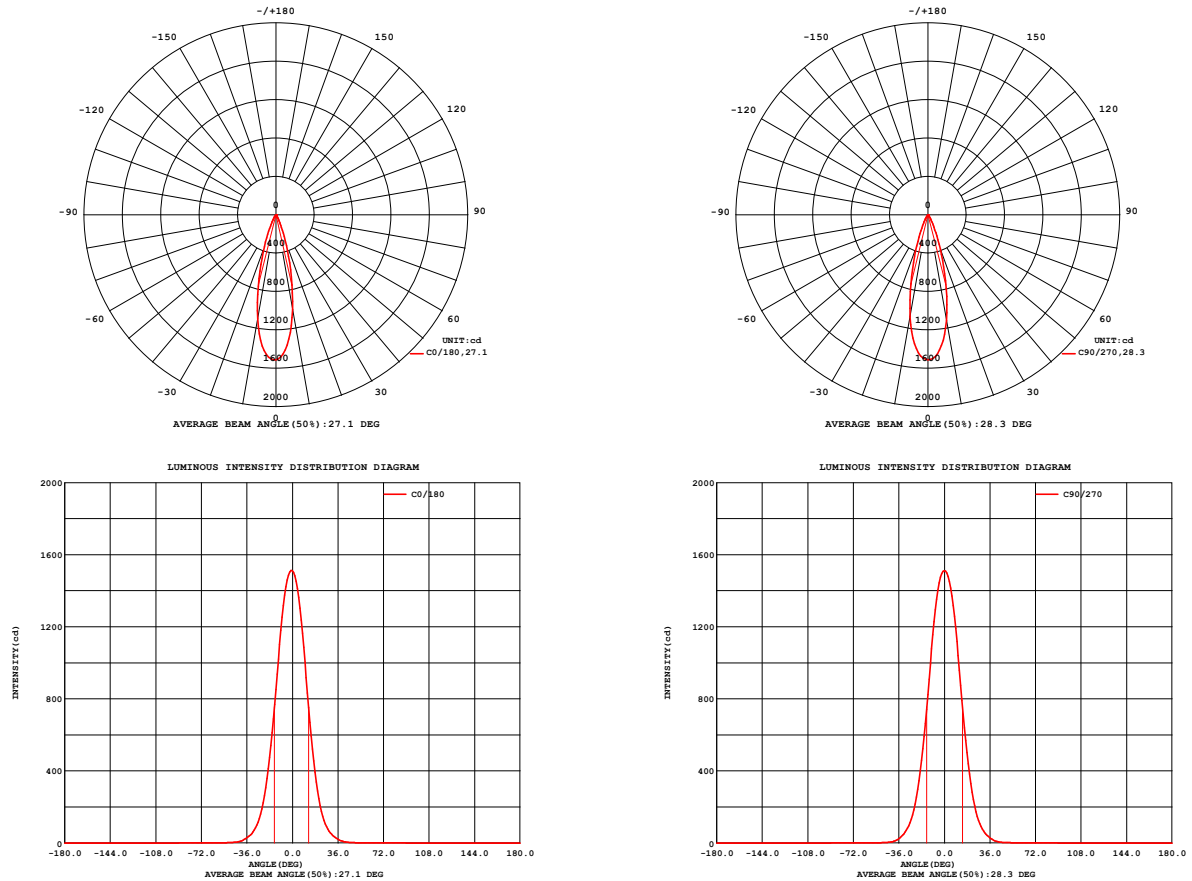 -/+180
-150 150
-120 120
-90 90
-60 60
-30 30
0
0
400
800
1200
1600
2000
UNIT:cd
C0/180,27.1
AVERAGE BEAM ANGLE(50%):27.1 DEG
-/+180
-150 150
-120 120
-90 90
-60 60
-30 30
0
0
400
800
1200
1600
2000
UNIT:cd
C90/270,28.3
AVERAGE BEAM ANGLE(50%):28.3 DEG
LUMINOUS INTENSITY DISTRIBUTION DIAGRAM
C0/180
INTENSITY(cd)
2000
1600
1200
800
400
0
-180.0 -144.0 -108.0 -72.0 -36.0 0.0 36.0 72.0 108.0 144.0 180.0
ANGLE(DEG)
AVERAGE BEAM ANGLE(50%):27.1 DEG
LUMINOUS INTENSITY DISTRIBUTION DIAGRAM
C90/270
INTENSITY(cd)
2000
1600
1200
800
400
0
-180.0 -144.0 -108.0 -72.0 -36.0 0.0 36.0 72.0 108.0 144.0 180.0
ANGLE(DEG)
AVERAGE BEAM ANGLE(50%):28.3 DEG